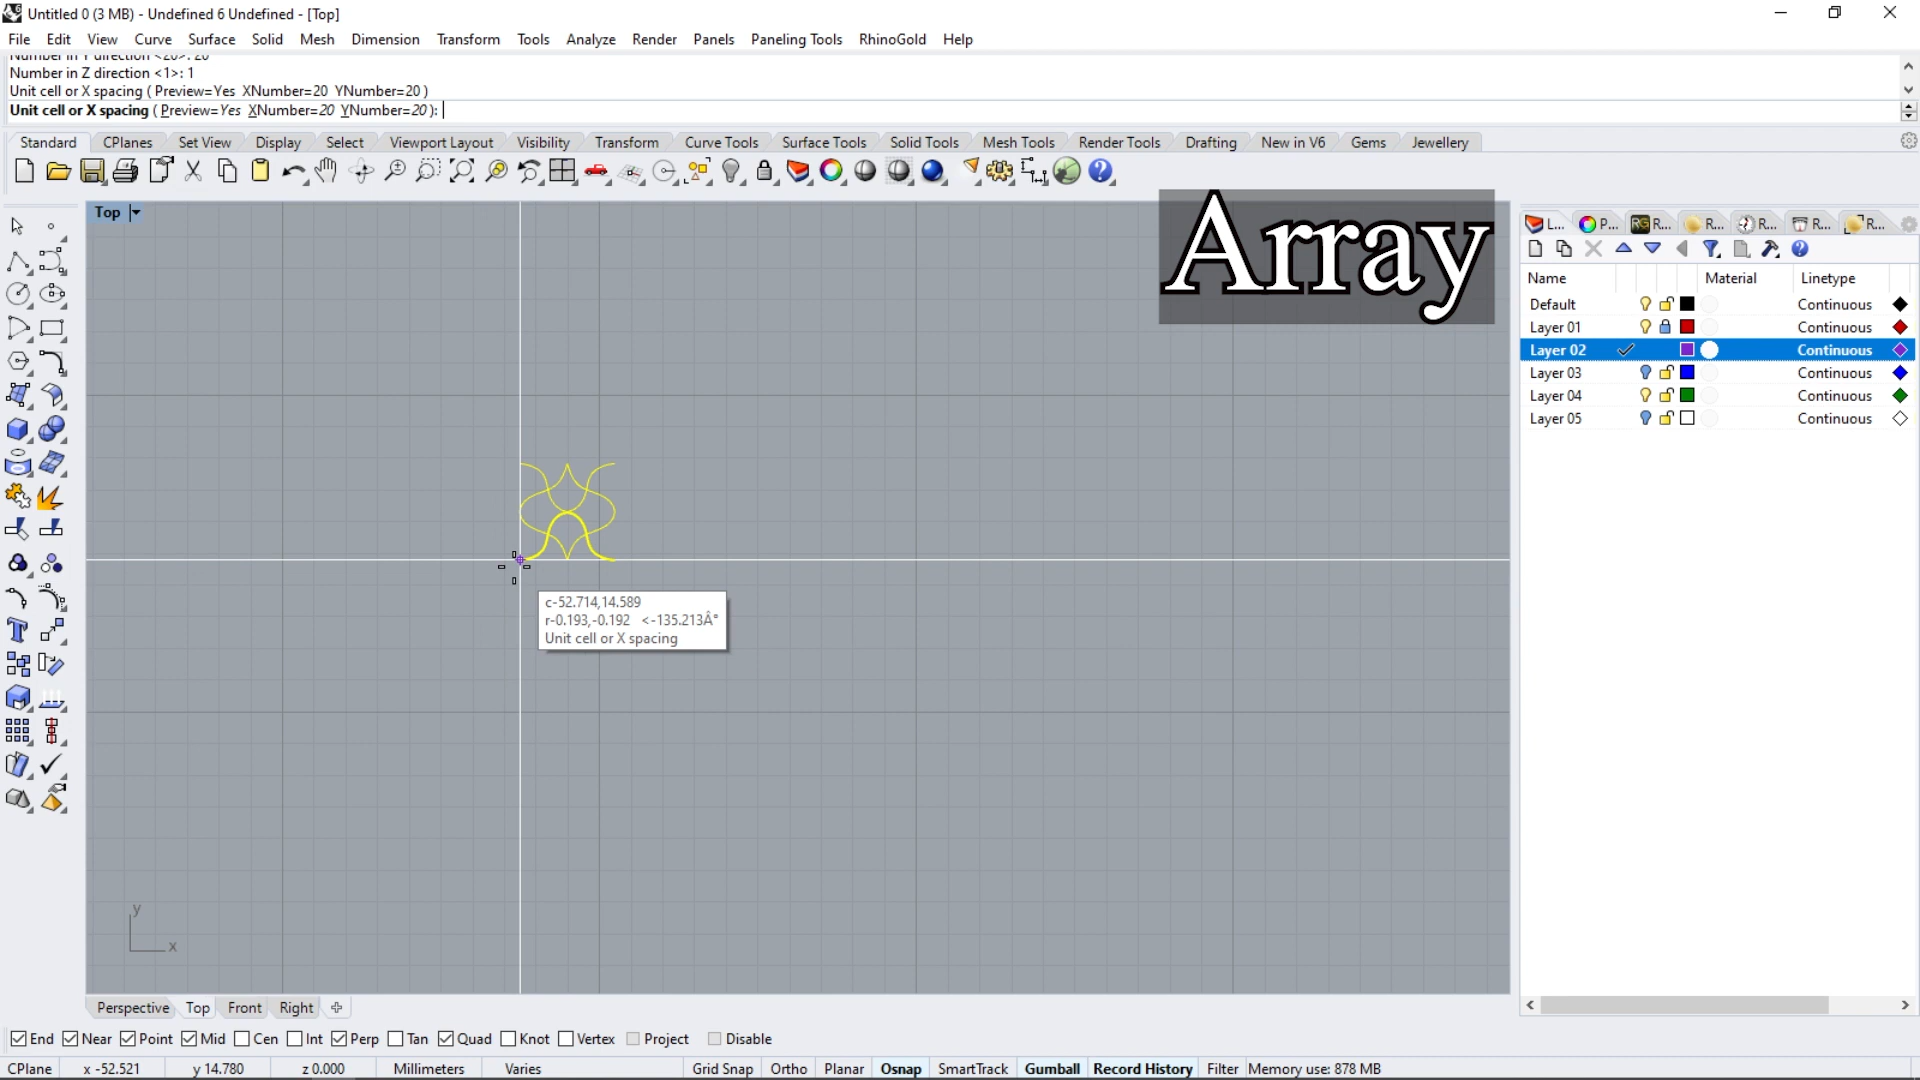 Untitled 0 (3 MB) - Undefined 6 Undefined - [Top]
File Edit View Curve Surface Solid Mesh Dimension Transform Tools Analyze Render Panels Paneling Tools RhinoGold Help
Number in Y direction <20>: 20
Number in Z direction <1>: 1
Unit cell or X spacing ( Preview=Yes XNumber=20 YNumber=20 )
Unit cell or X spacing ( Preview=Yes XNumber=20 YNumber=20 ):
Standard CPlanes Set View Display Select Viewport Layout Visibility Transform Curve Tools Surface Tools Solid Tools Mesh Tools Render Tools Drafting New in V6 Gems Jewellery
Top
Array
L... P... R... R... R... R... R...
Name Material Linetype
Default Continuous
Layer 01 Continuous
Layer 02 Continuous
Layer 03 Continuous
Layer 04 Continuous
Layer 05 Continuous
c-52.714,14.589
r-0.193,-0.192 <-135.213Â°
Unit cell or X spacing
y
x
Perspective Top Front Right
End Near Point Mid Cen Int Perp Tan Quad Knot Vertex Project Disable
CPlane x -52.521 y 14.780 z 0.000 Millimeters Varies Grid Snap Ortho Planar Osnap SmartTrack Gumball Record History Filter Memory use: 878 MB